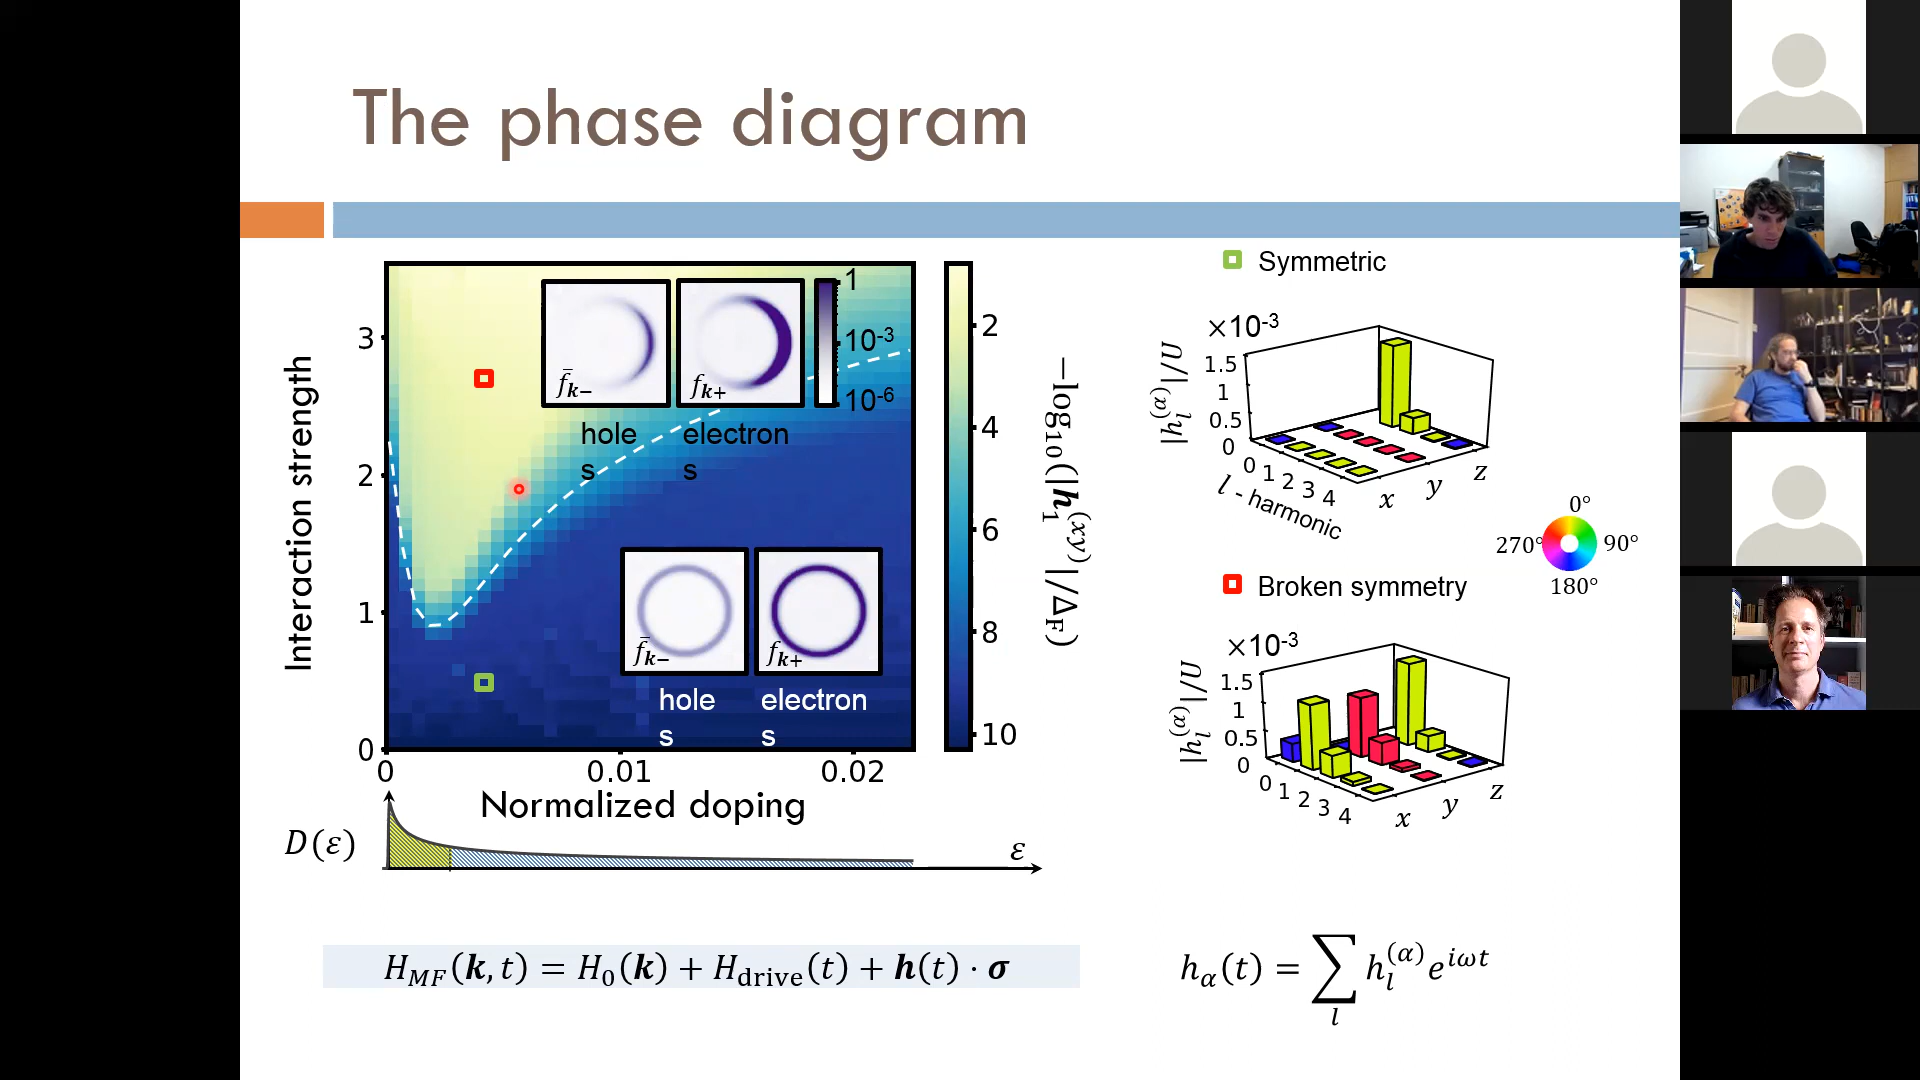 The phase diagram
Interaction strength
3
2
1
0
0
0.01
0.02
Normalized doping
f̄ₖ₋
fₖ₊
1
10⁻³
10⁻⁶
hole
s
electron
s
f̄ₖ₋
fₖ₊
hole
s
electron
s
2
4
6
8
10
−log₁₀(|h₁^(xy)|/Δ_F)
D(ε)
ε
H_MF(k, t) = H₀(k) + H_drive(t) + h(t) · σ
Symmetric
×10⁻³
|h_l^(α)|/U
1.5
1
0.5
0
0 1 2 3 4
l - harmonic
x
y
z
0°
270°
90°
180°
Broken symmetry
×10⁻³
|h_l^(α)|/U
1.5
1
0.5
0
0 1 2 3 4
x
y
z
h_α(t) = ∑_l h_l^(α) e^{iωt}